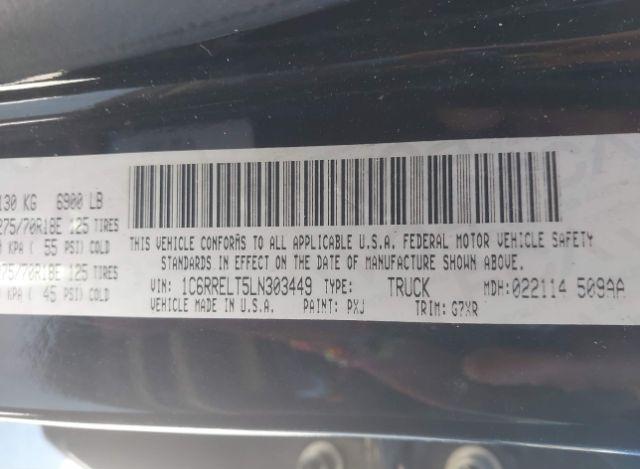 130 KG 6900 LB
275/70R18E 125 TIRES
KPA ( 55 PSI) COLD
75/70R18E 125 TIRES
KPA ( 45 PSI) COLD
THIS VEHICLE CONFORMS TO ALL APPLICABLE U.S.A. FEDERAL MOTOR VEHICLE SAFETY
STANDARDS IN EFFECT ON THE DATE OF MANUFACTURE SHOWN ABOVE.
VIN: 1C6RRELT5LN303449 TYPE: TRUCK MDH:022114 509AA
VEHICLE MADE IN U.S.A. PAINT: PXJ TRIM: G7XR